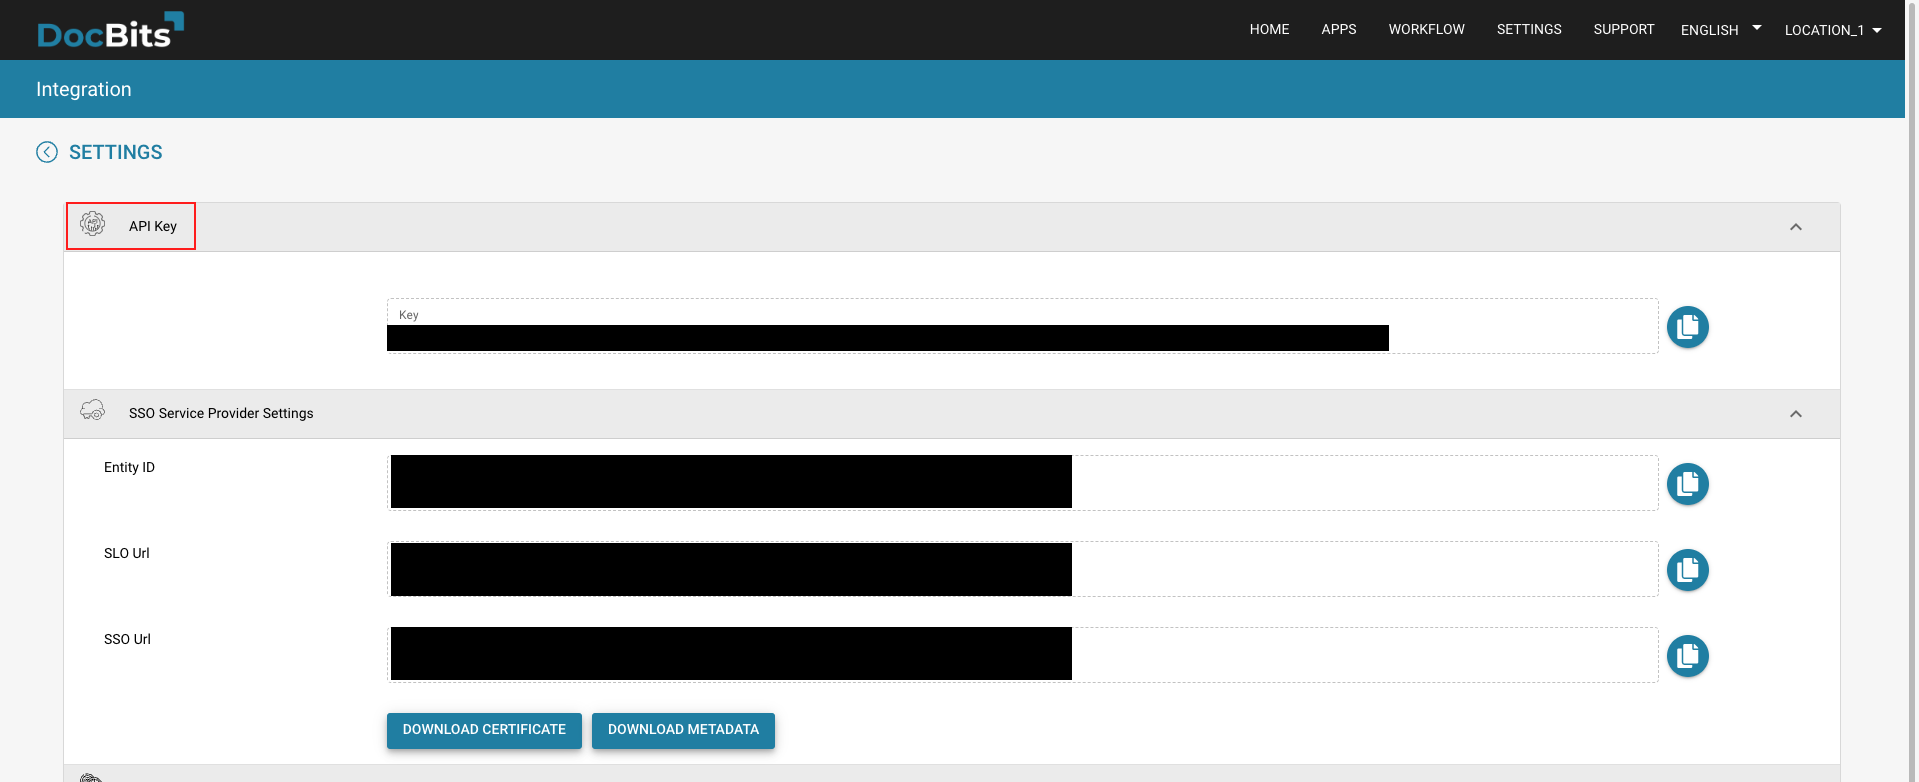 DocBits
HOME APPS WORKFLOW SETTINGS SUPPORT ENGLISH LOCATION_1
Integration
SETTINGS
API Key
Key
SSO Service Provider Settings
Entity ID
SLO Url
SSO Url
DOWNLOAD CERTIFICATE DOWNLOAD METADATA